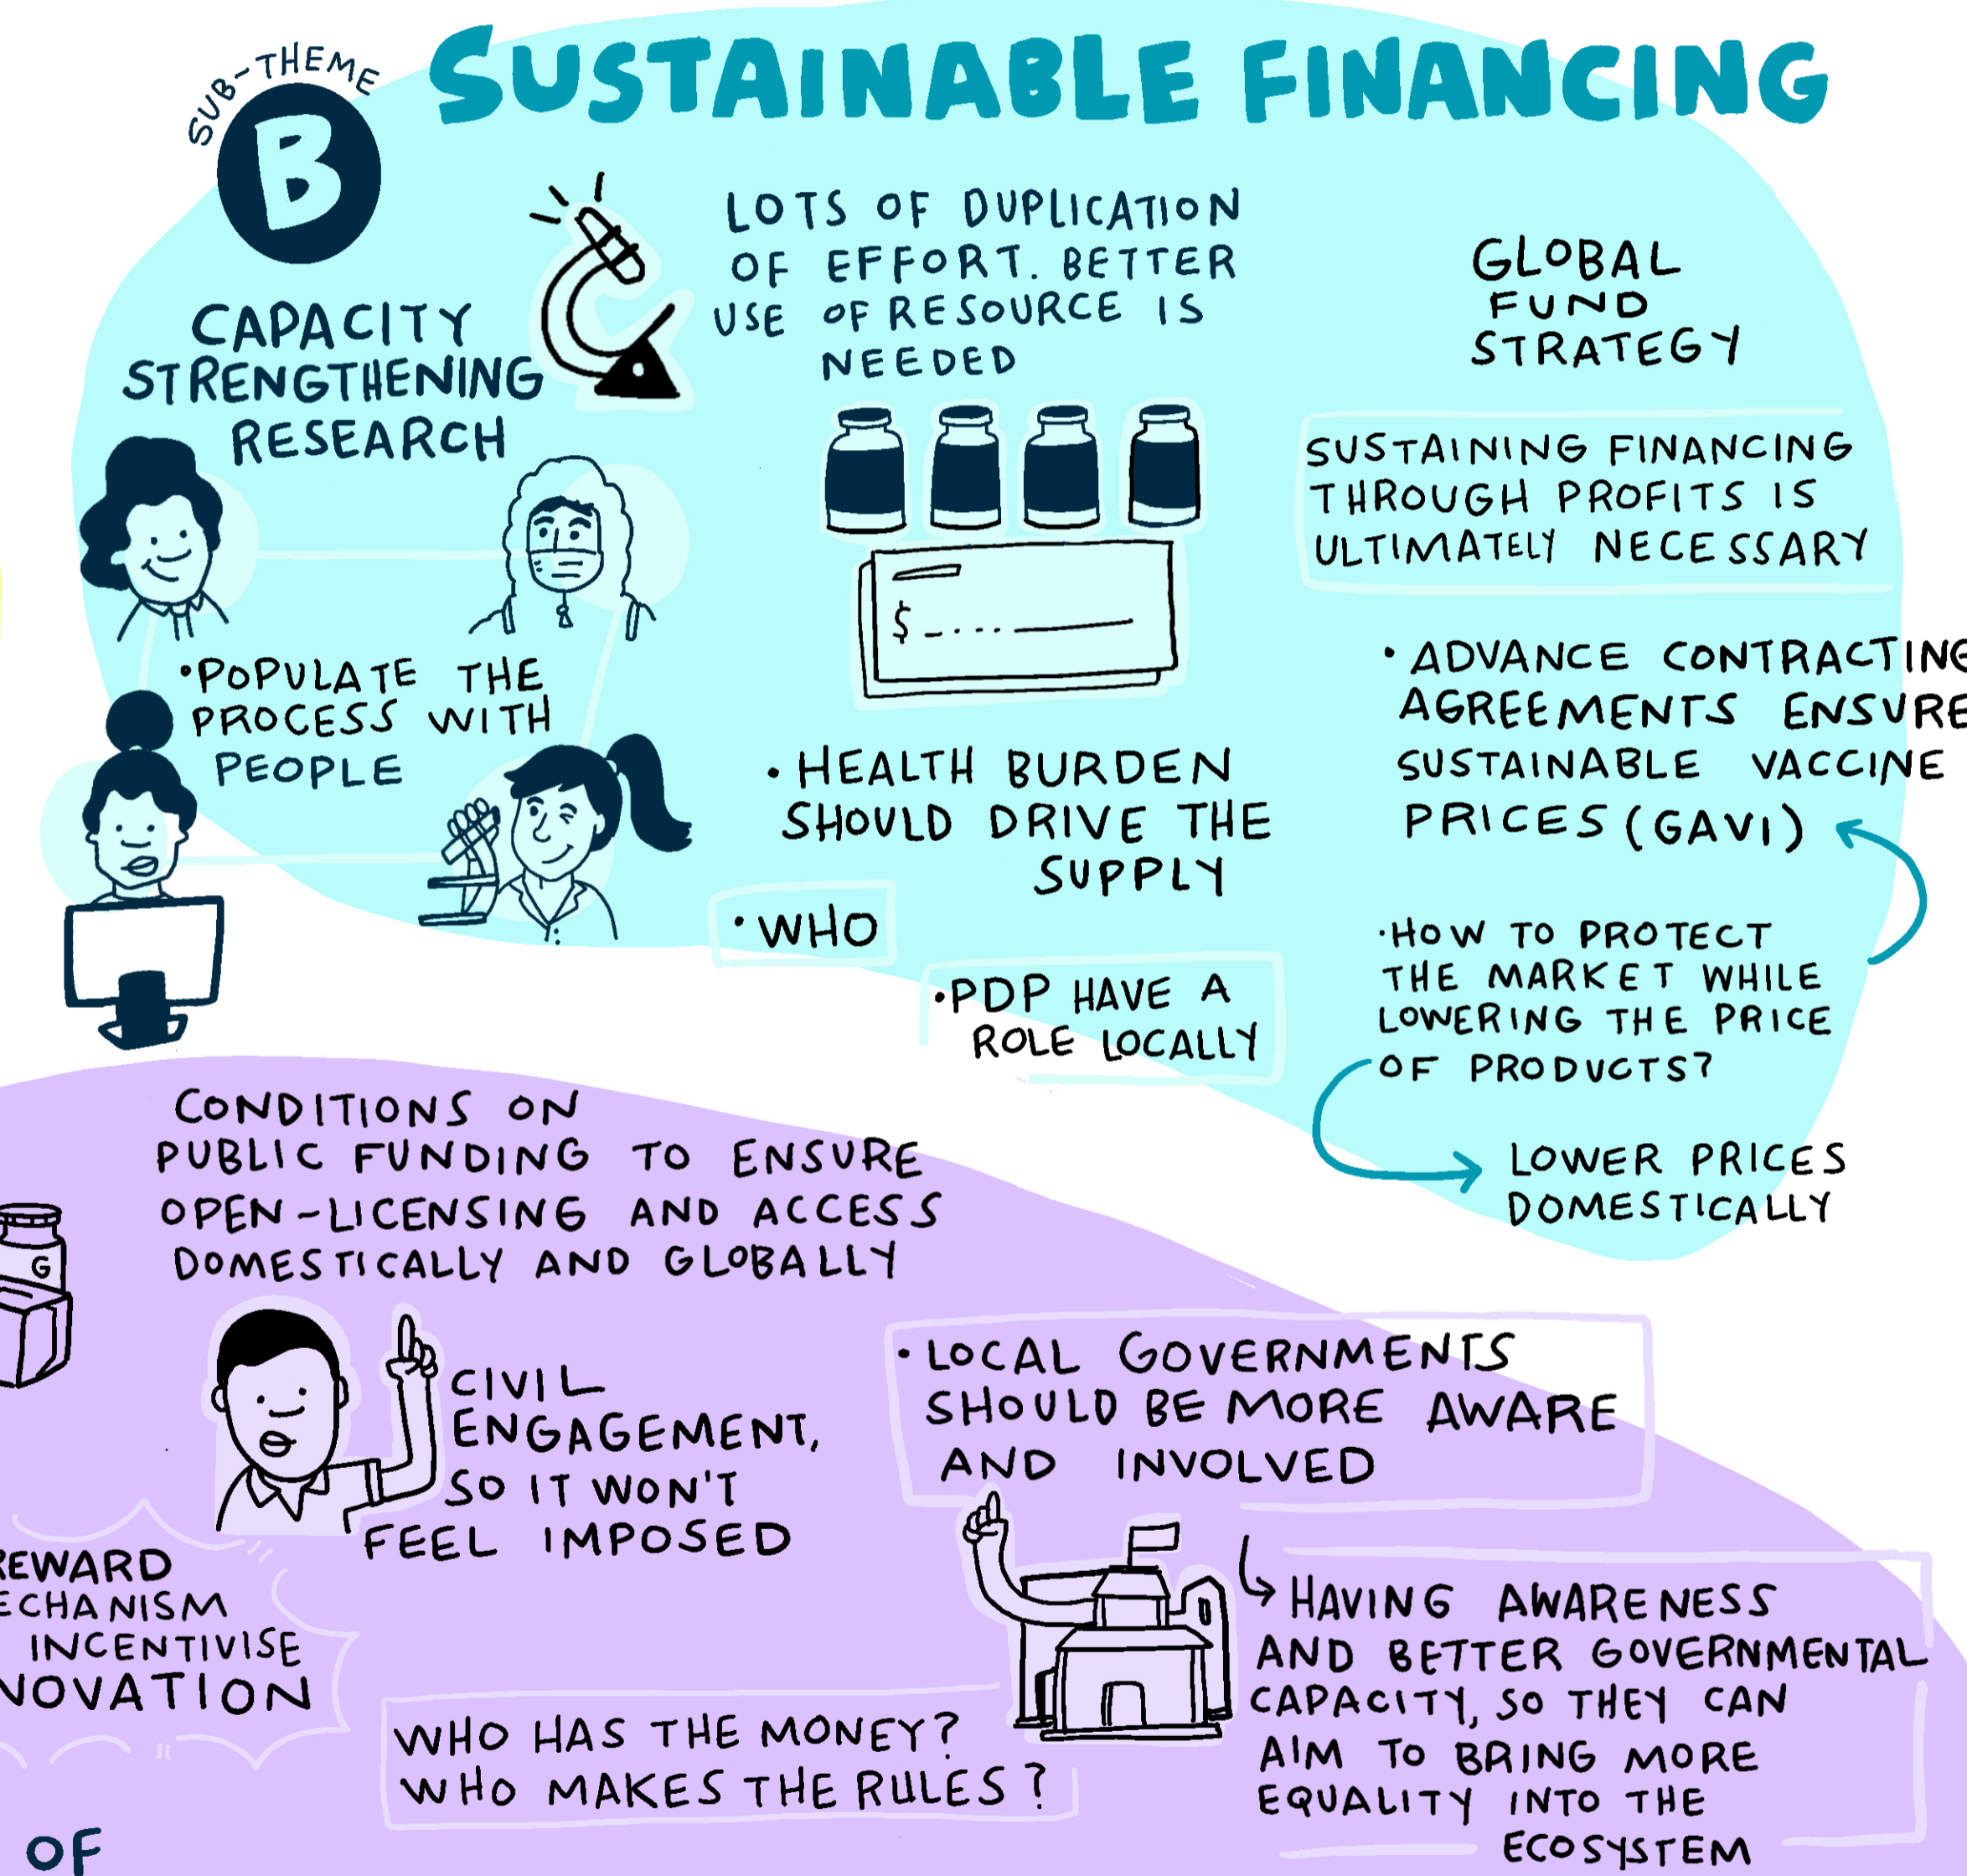 SUB-THEME
B
SUSTAINABLE FINANCING
CAPACITY
STRENGTHENING
RESEARCH
LOTS OF DUPLICATION
OF EFFORT. BETTER
USE OF RESOURCE IS
NEEDED
GLOBAL
FUND
STRATEGY
SUSTAINING FINANCING
THROUGH PROFITS IS
ULTIMATELY NECESSARY
$
•POPULATE THE
PROCESS WITH
PEOPLE
• HEALTH BURDEN
SHOULD DRIVE THE
SUPPLY
• WHO
•PDP HAVE A
ROLE LOCALLY
• ADVANCE CONTRACTING
AGREEMENTS ENSURE
SUSTAINABLE VACCINE
PRICES (GAVI)
•HOW TO PROTECT
THE MARKET WHILE
LOWERING THE PRICE
OF PRODUCTS?
LOWER PRICES
DOMESTICALLY
CONDITIONS ON
PUBLIC FUNDING TO ENSURE
OPEN-LICENSING AND ACCESS
DOMESTICALLY AND GLOBALLY
G
CIVIL
ENGAGEMENT,
SO IT WON'T
FEEL IMPOSED
• LOCAL GOVERNMENTS
SHOULD BE MORE AWARE
AND INVOLVED
HAVING AWARENESS
AND BETTER GOVERNMENTAL
CAPACITY, SO THEY CAN
AIM TO BRING MORE
EQUALITY INTO THE
ECOSYSTEM
REWARD
ECHANISM
INCENTIVISE
NOVATION
WHO HAS THE MONEY?
WHO MAKES THE RULES?
OF